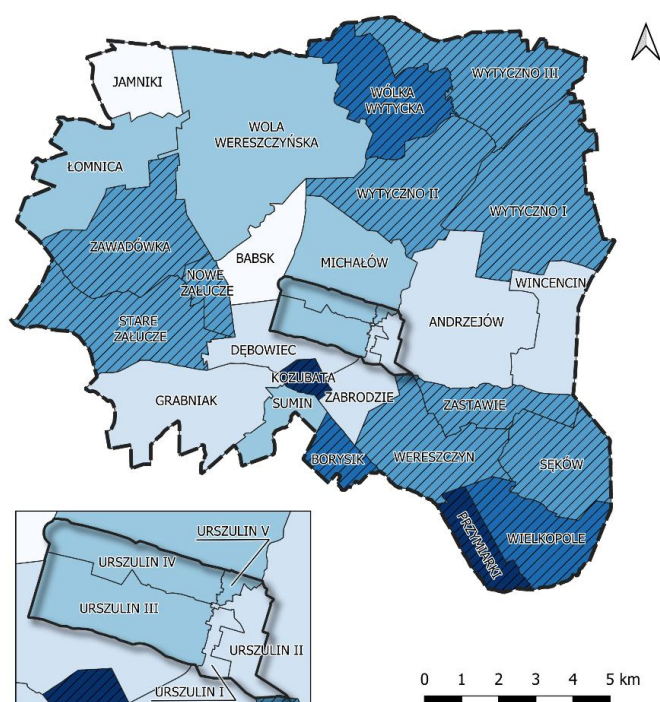 JAMNIKI
WYTYCZNO III
WÓLKA
WYTYCKA
WOLA
WERESZCZYŃSKA
ŁOMNICA
WYTYCZNO II
WYTYCZNO I
ZAWADÓWKA
BABSK
MICHAŁÓW
NOWE
ZAŁUCZE
WINCENCIN
STARE
ZAŁUCZE
ANDRZEJÓW
DĘBOWIEC
KOZUBATA
GRABNIAK
SUMIN
ZABRODZIE
ZASTAWIE
BORYSIK
WERESZCZYN
SĘKÓW
PRZYMIARKI
WIELKOPOLE
URSZULIN V
URSZULIN IV
URSZULIN III
URSZULIN II
URSZULIN I
0 1 2 3 4 5 km